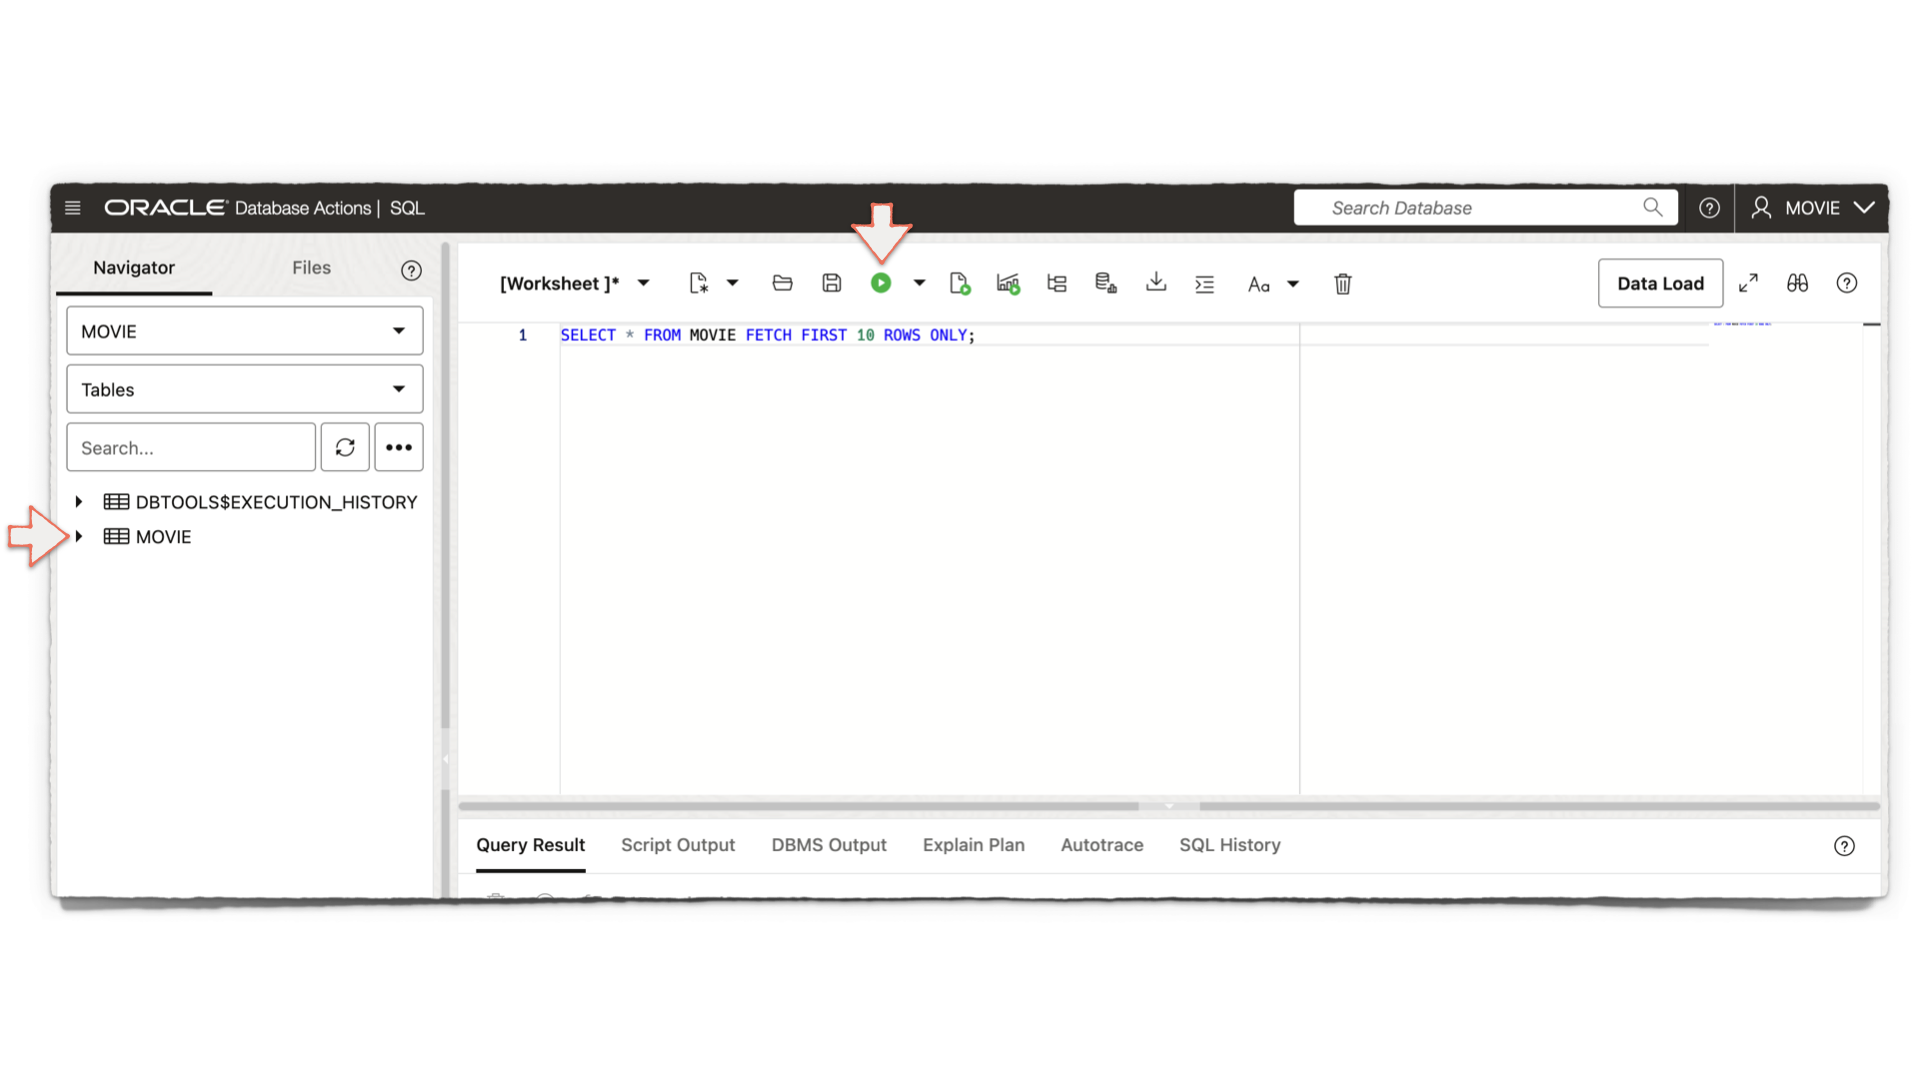 ORACLE Database Actions | SQL
Search Database
MOVIE
Navigator
Files
MOVIE
Tables
Search...
DBTOOLS$EXECUTION_HISTORY
MOVIE
[Worksheet ]*
Aa
Data Load
1 SELECT * FROM MOVIE FETCH FIRST 10 ROWS ONLY;
Query Result
Script Output
DBMS Output
Explain Plan
Autotrace
SQL History